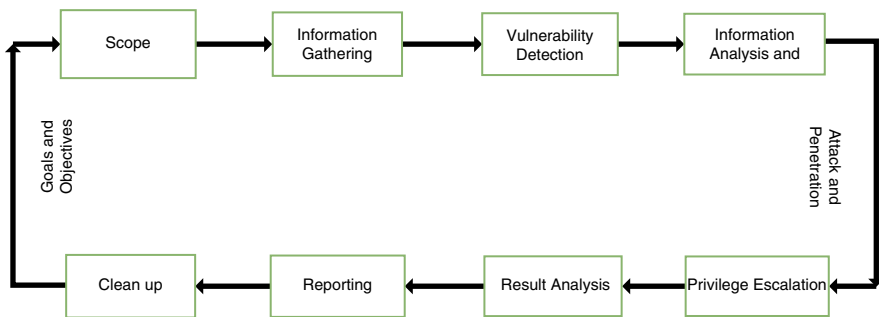 Scope
Information
Gathering
Vulnerability
Detection
Information
Analysis and
Attack and
Penetration
Privilege Escalation
Result Analysis
Reporting
Clean up
Goals and
Objectives